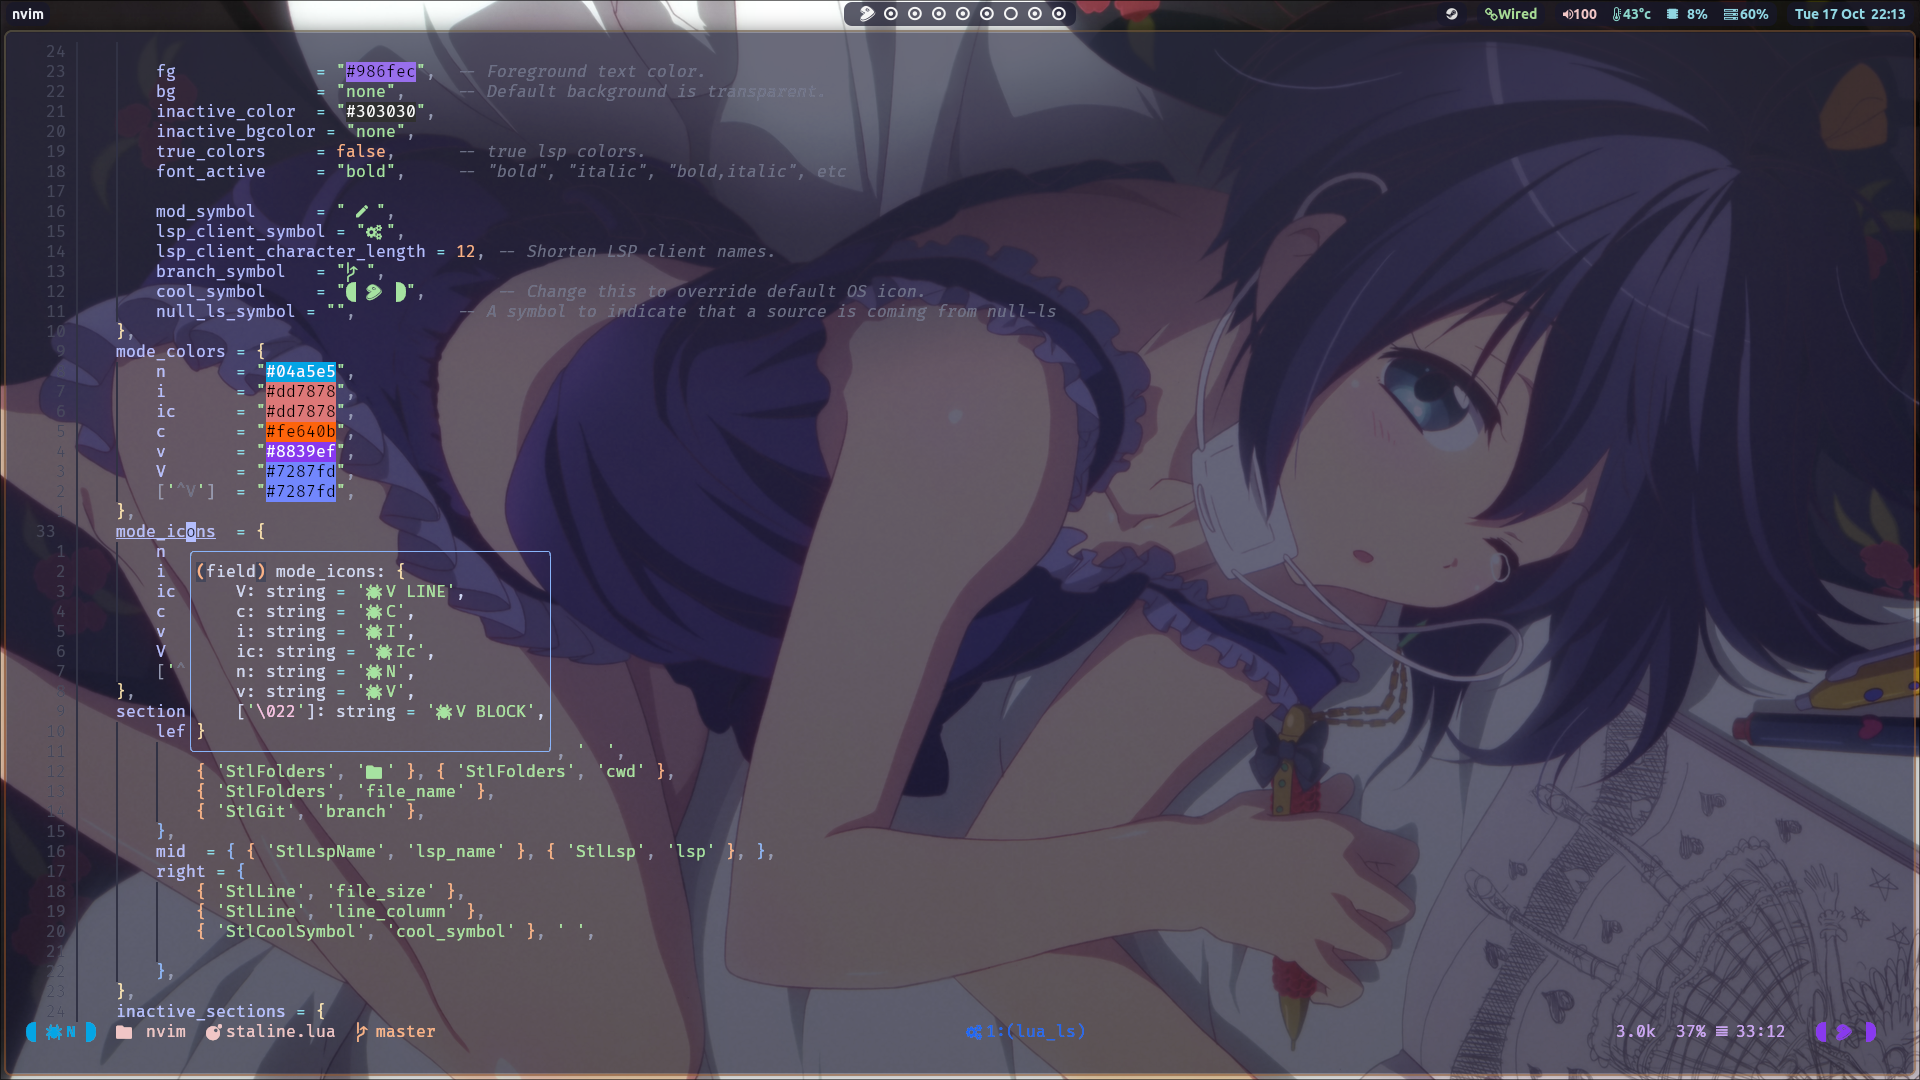 nvim
Wired 100 43°c 8% 60% Tue 17 Oct 22:13
24
23 fg = "#986fec", -- Foreground text color.
22 bg = "none", -- Default background is transparent.
21 inactive_color = "#303030",
20 inactive_bgcolor = "none",
19 true_colors = false, -- true lsp colors.
18 font_active = "bold", -- "bold", "italic", "bold,italic", etc
17
16 mod_symbol = " ",
15 lsp_client_symbol = " ",
14 lsp_client_character_length = 12, -- Shorten LSP client names.
13 branch_symbol = " ",
12 cool_symbol = " ", -- Change this to override default OS icon.
11 null_ls_symbol = "", -- A symbol to indicate that a source is coming from null-ls
10 },
9 mode_colors = {
8 n = "#04a5e5",
7 i = "#dd7878",
6 ic = "#dd7878",
5 c = "#fe640b",
4 v = "#8839ef",
3 V = "#7287fd",
2 ['^V'] = "#7287fd",
1 },
33 mode_icons = {
1 n
2 i (field) mode_icons: {
3 ic V: string = ' V LINE',
4 c c: string = ' C',
5 v i: string = ' I',
6 V ic: string = ' Ic',
7 ['^ n: string = ' N',
8 }, v: string = ' V',
9 section ['\022']: string = ' V BLOCK',
10 lef }
11 , ' ',
12 { 'StlFolders', ' ' }, { 'StlFolders', 'cwd' },
13 { 'StlFolders', 'file_name' },
14 { 'StlGit', 'branch' },
15 },
16 mid = { { 'StlLspName', 'lsp_name' }, { 'StlLsp', 'lsp' }, },
17 right = {
18 { 'StlLine', 'file_size' },
19 { 'StlLine', 'line_column' },
20 { 'StlCoolSymbol', 'cool_symbol' }, ' ',
21
22 },
23 },
24 inactive_sections = {
N nvim staline.lua master 1:(lua_ls) 3.0k 37% 33:12